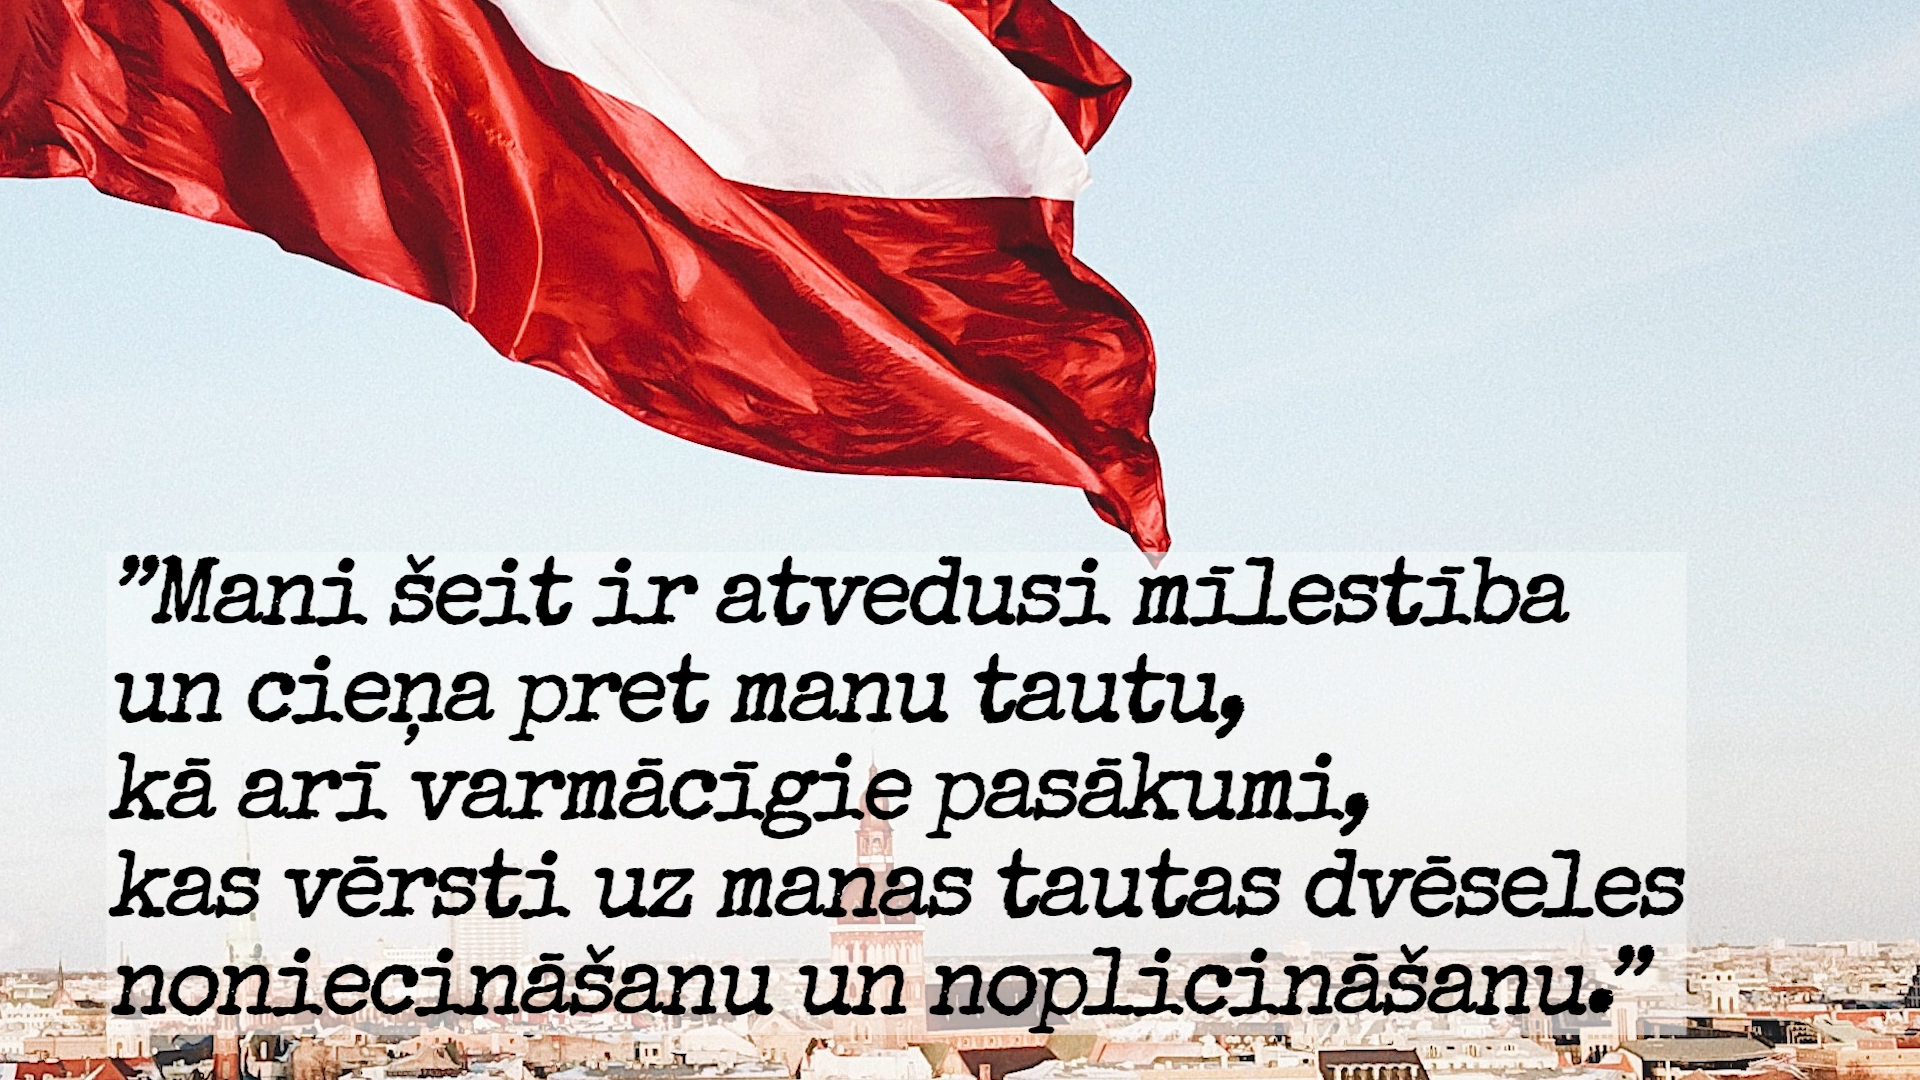 ”Mani šeit ir atvedusi mīlestība
un cieņa pret manu tautu,
kā arī varmācīgie pasākumi,
kas vērsti uz manas tautas dvēseles
noniecināšanu un noplicināšanu.”